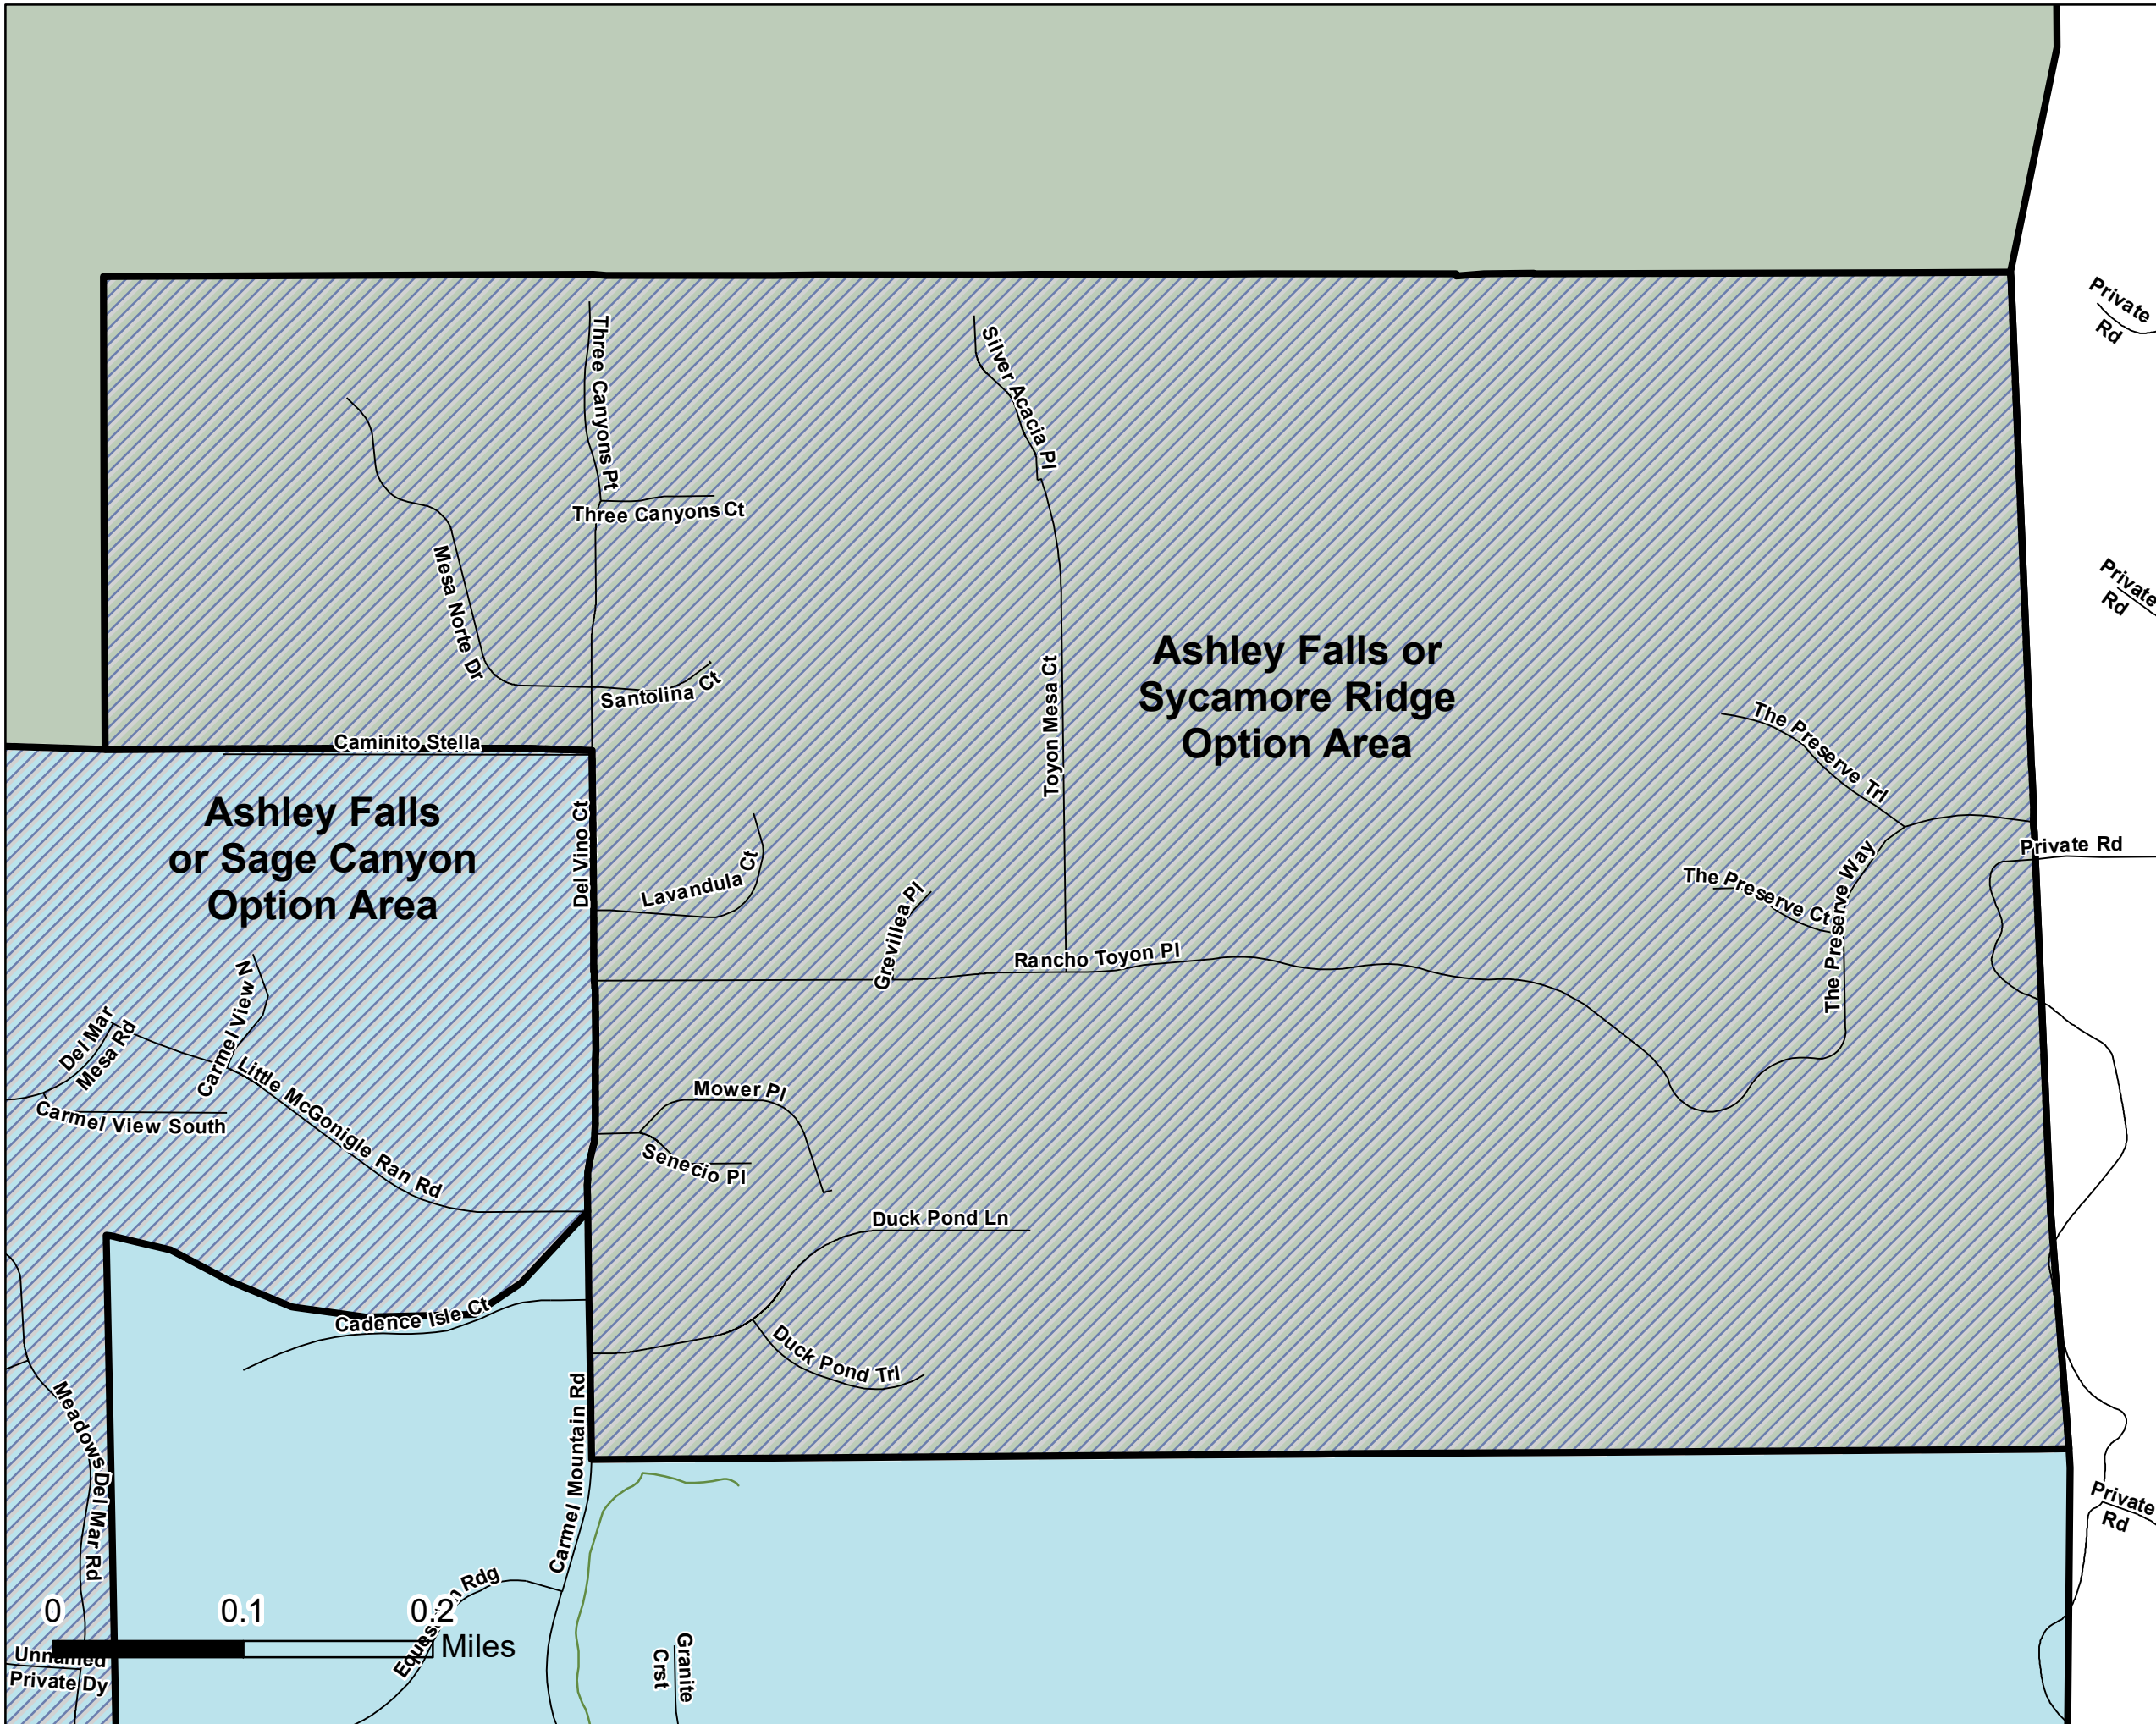 Private
Rd
Three Canyons Pt
Silver Acacia Pl
Three Canyons Ct
Mesa Norte Dr
Private
Rd
Ashley Falls or
Sycamore Ridge
Option Area
Santolina Ct
Toyon Mesa Ct
The Preserve Trl
Caminito Stella
Ashley Falls
or Sage Canyon
Option Area
Del Vino Ct
Lavandula Ct
Grevillea Pl
Private Rd
The Preserve Ct
The Preserve Way
Rancho Toyon Pl
Carmel View N
Del Mar
Mesa Rd
Little McGonigle Ran Rd
Carmel View South
Mower Pl
Senecio Pl
Duck Pond Ln
Cadence Isle Ct
Duck Pond Trl
Meadows Del Mar Rd
Carmel Mountain Rd
Private
Rd
Rdg
0 0.1 0.2
Miles
Granite
Crst
Unnamed
Private Dy